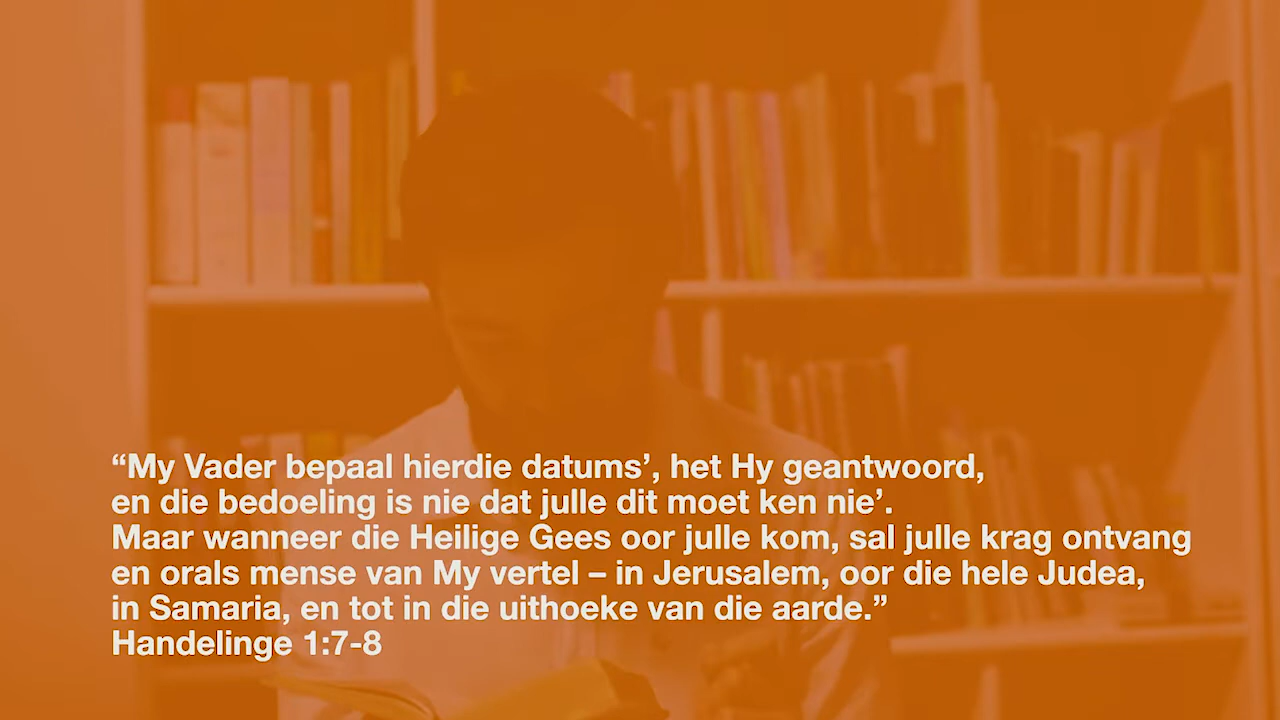 “My Vader bepaal hierdie datums’, het Hy geantwoord,
en die bedoeling is nie dat julle dit moet ken nie’.
Maar wanneer die Heilige Gees oor julle kom, sal julle krag ontvang
en orals mense van My vertel – in Jerusalem, oor die hele Judea,
in Samaria, en tot in die uithoeke van die aarde.”
Handelinge 1:7-8